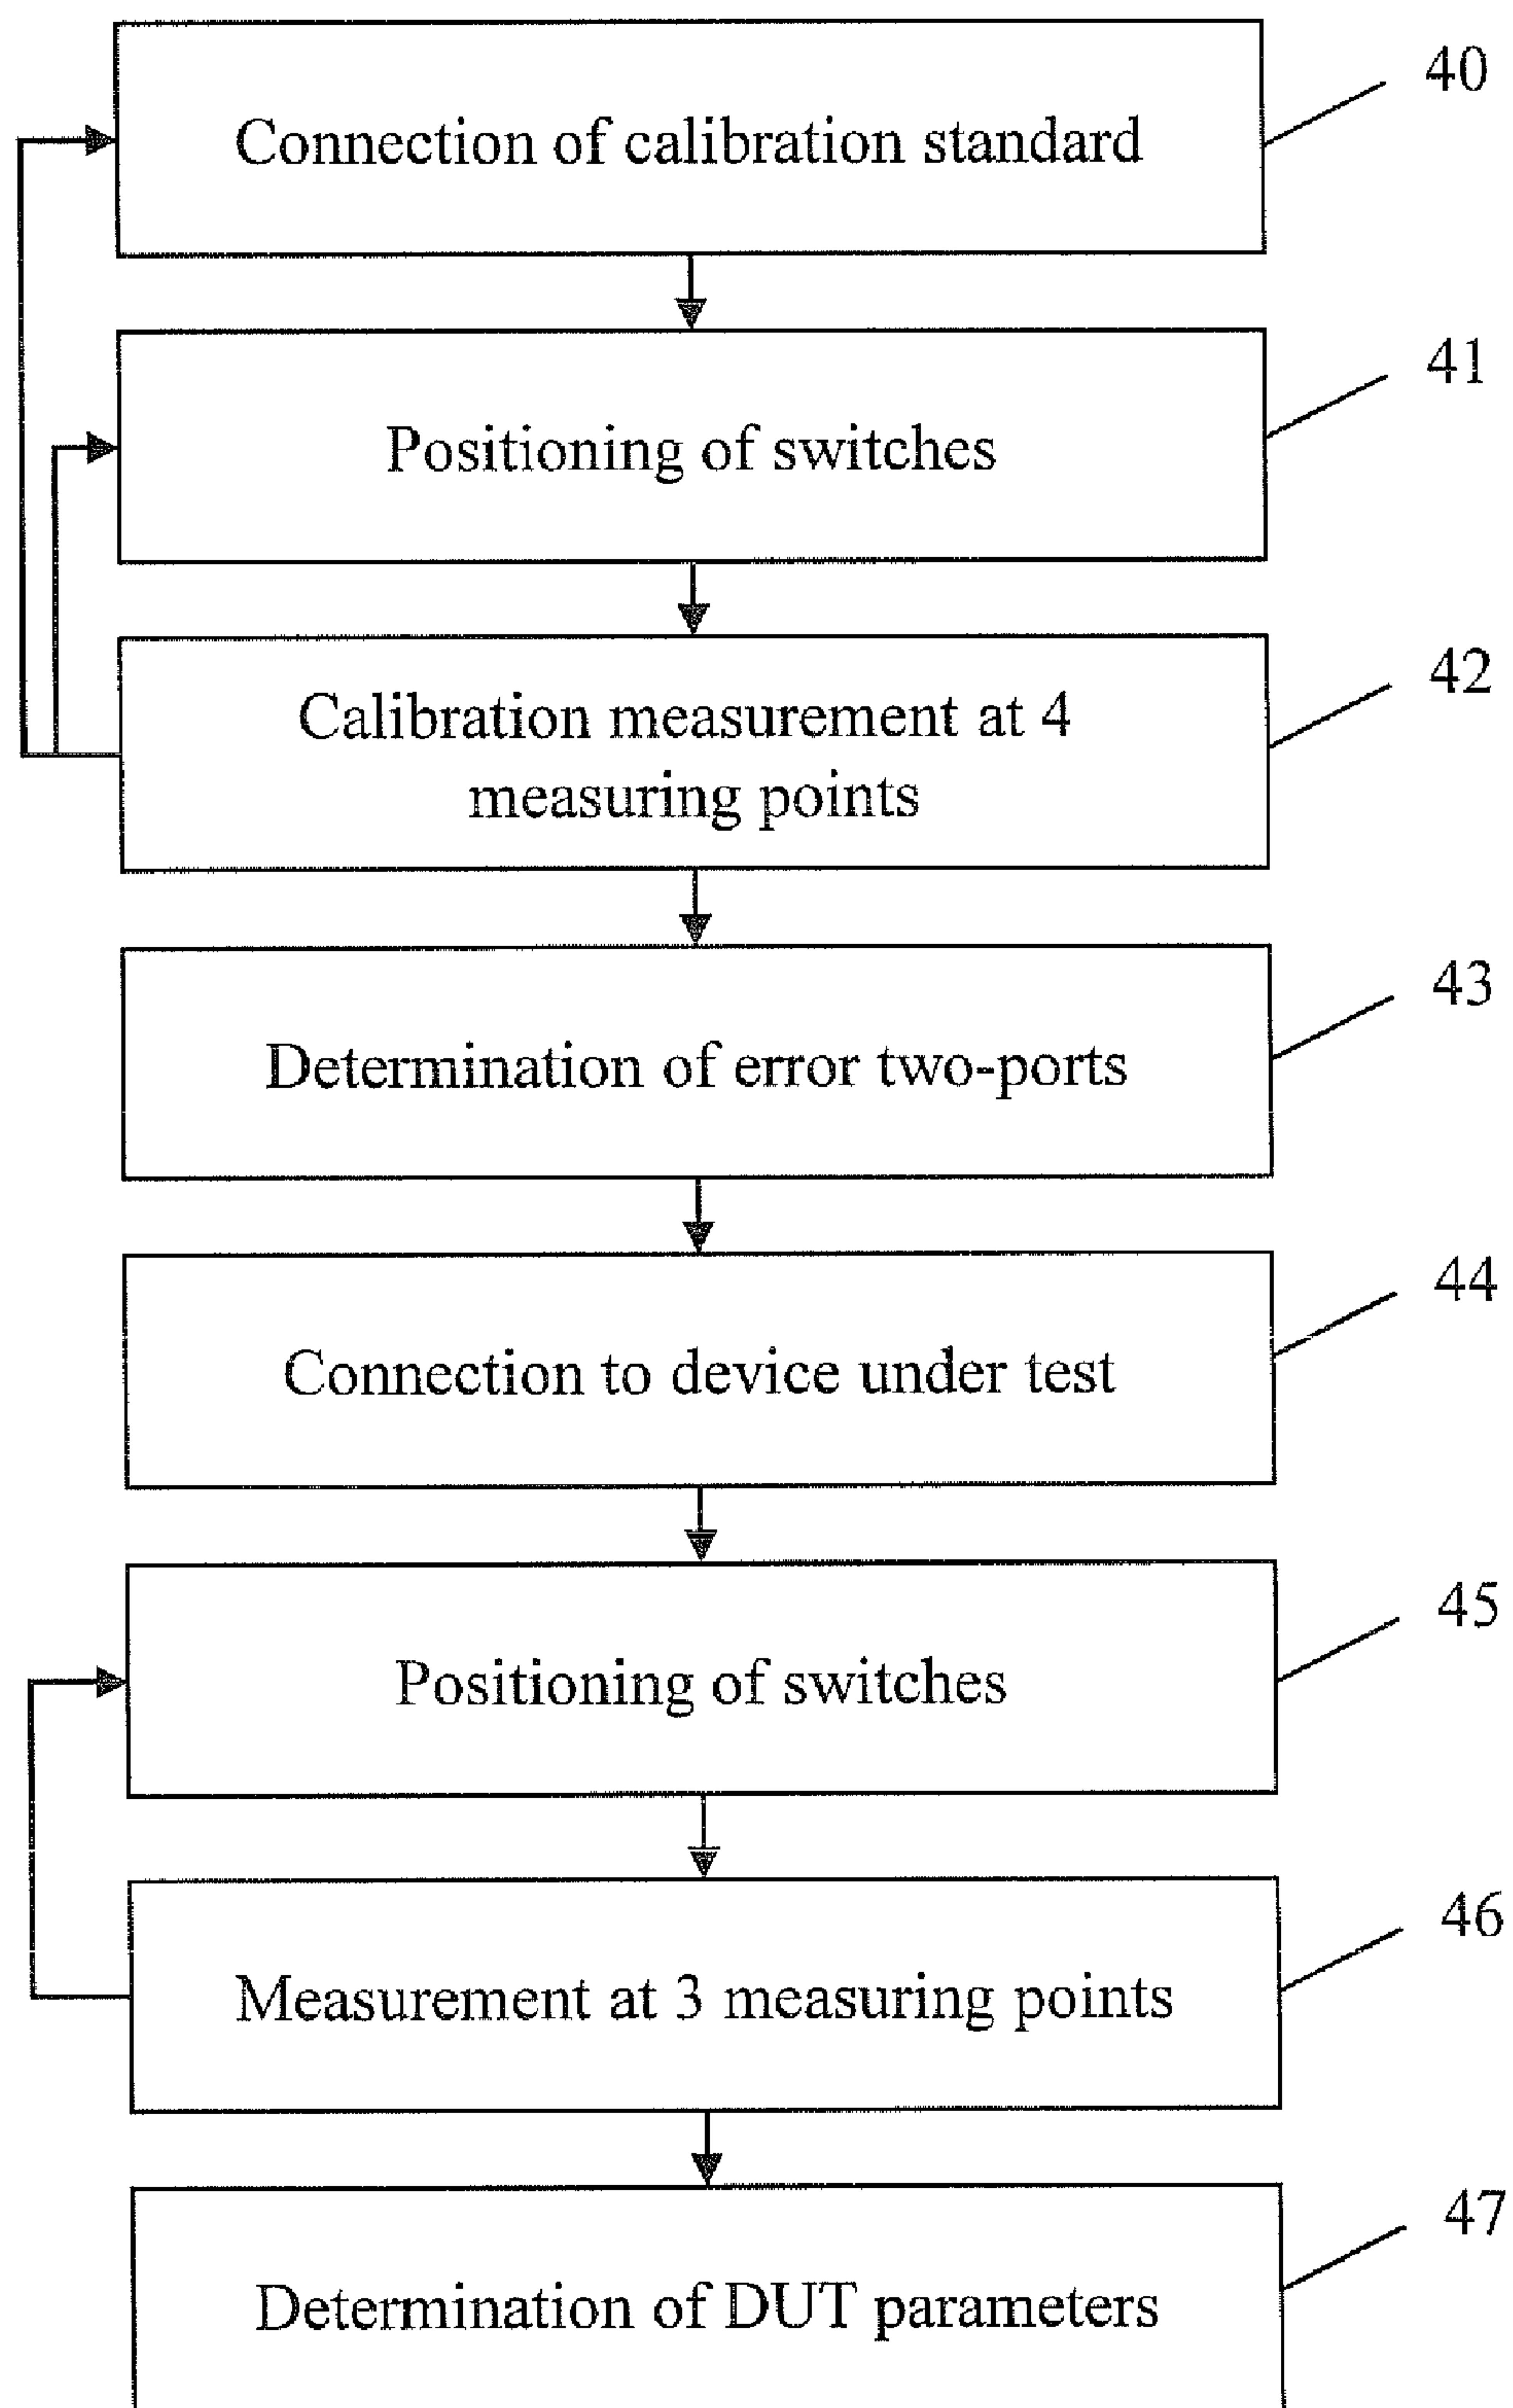 40
Connection of calibration standard
41
Positioning of switches
42
Calibration measurement at 4
measuring points
43
Determination of error two-ports
44
Connection to device under test
45
Positioning of switches
46
Measurement at 3 measuring points
47
Determination of DUT parameters